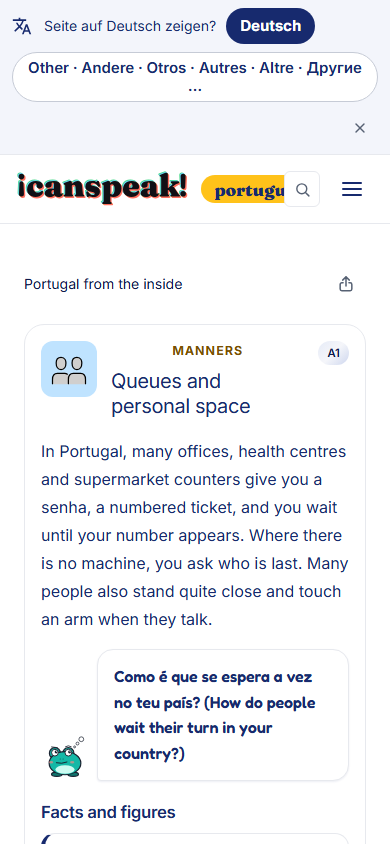 Seite auf Deutsch zeigen?
Deutsch
Other · Andere · Otros · Autres · Altre · Другие
...
icanspeak!
portugu
Portugal from the inside
MANNERS
A1
Queues and
personal space
In Portugal, many offices, health centres
and supermarket counters give you a
senha, a numbered ticket, and you wait
until your number appears. Where there
is no machine, you ask who is last. Many
people also stand quite close and touch
an arm when they talk.
Como é que se espera a vez
no teu país? (How do people
wait their turn in your
country?)
Facts and figures